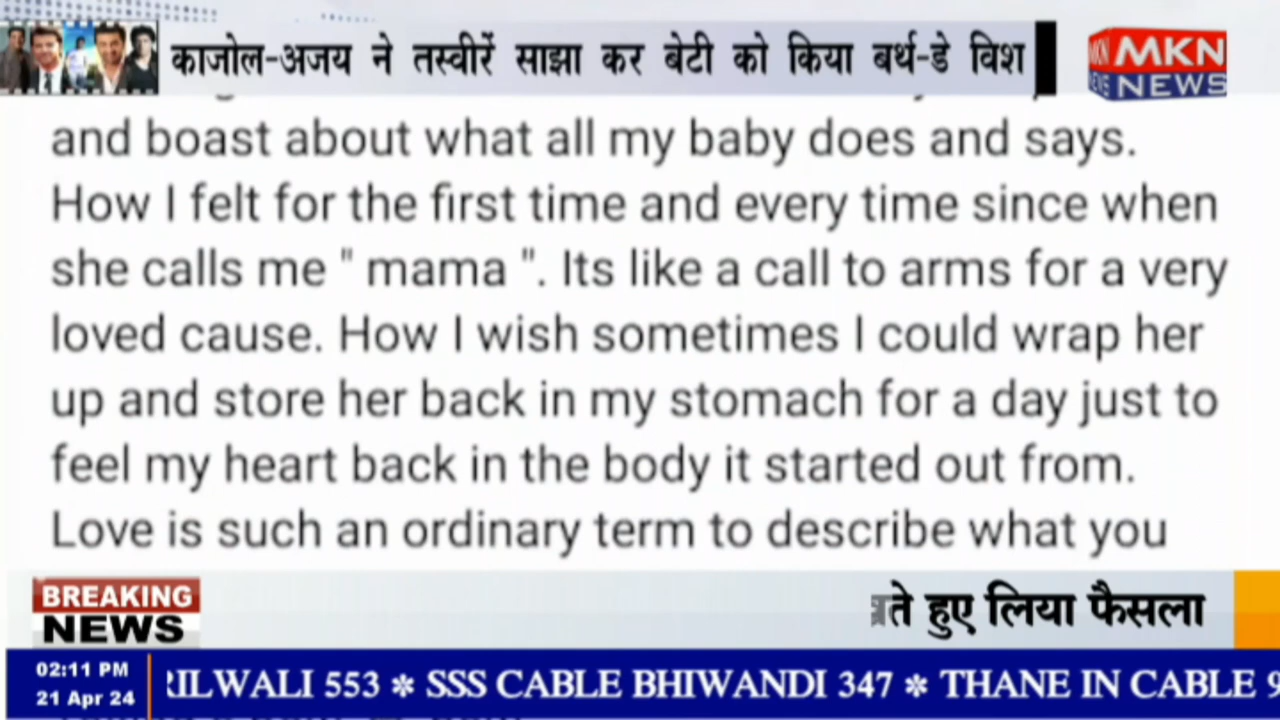 काजोल-अजय ने तस्वीरें साझा कर बेटी को किया बर्थ-डे विश
MKN
MKN
NEWS
NEWS
and boast about what all my baby does and says.
How I felt for the first time and every time since when
she calls me " mama ". Its like a call to arms for a very
loved cause. How I wish sometimes I could wrap her
up and store her back in my stomach for a day just to
feel my heart back in the body it started out from.
Love is such an ordinary term to describe what you
BREAKING
NEWS
हुए लिया फैसला
02:11 PM
21 Apr 24
RILWALI 553 * SSS CABLE BHIWANDI 347 * THANE IN CABLE 9